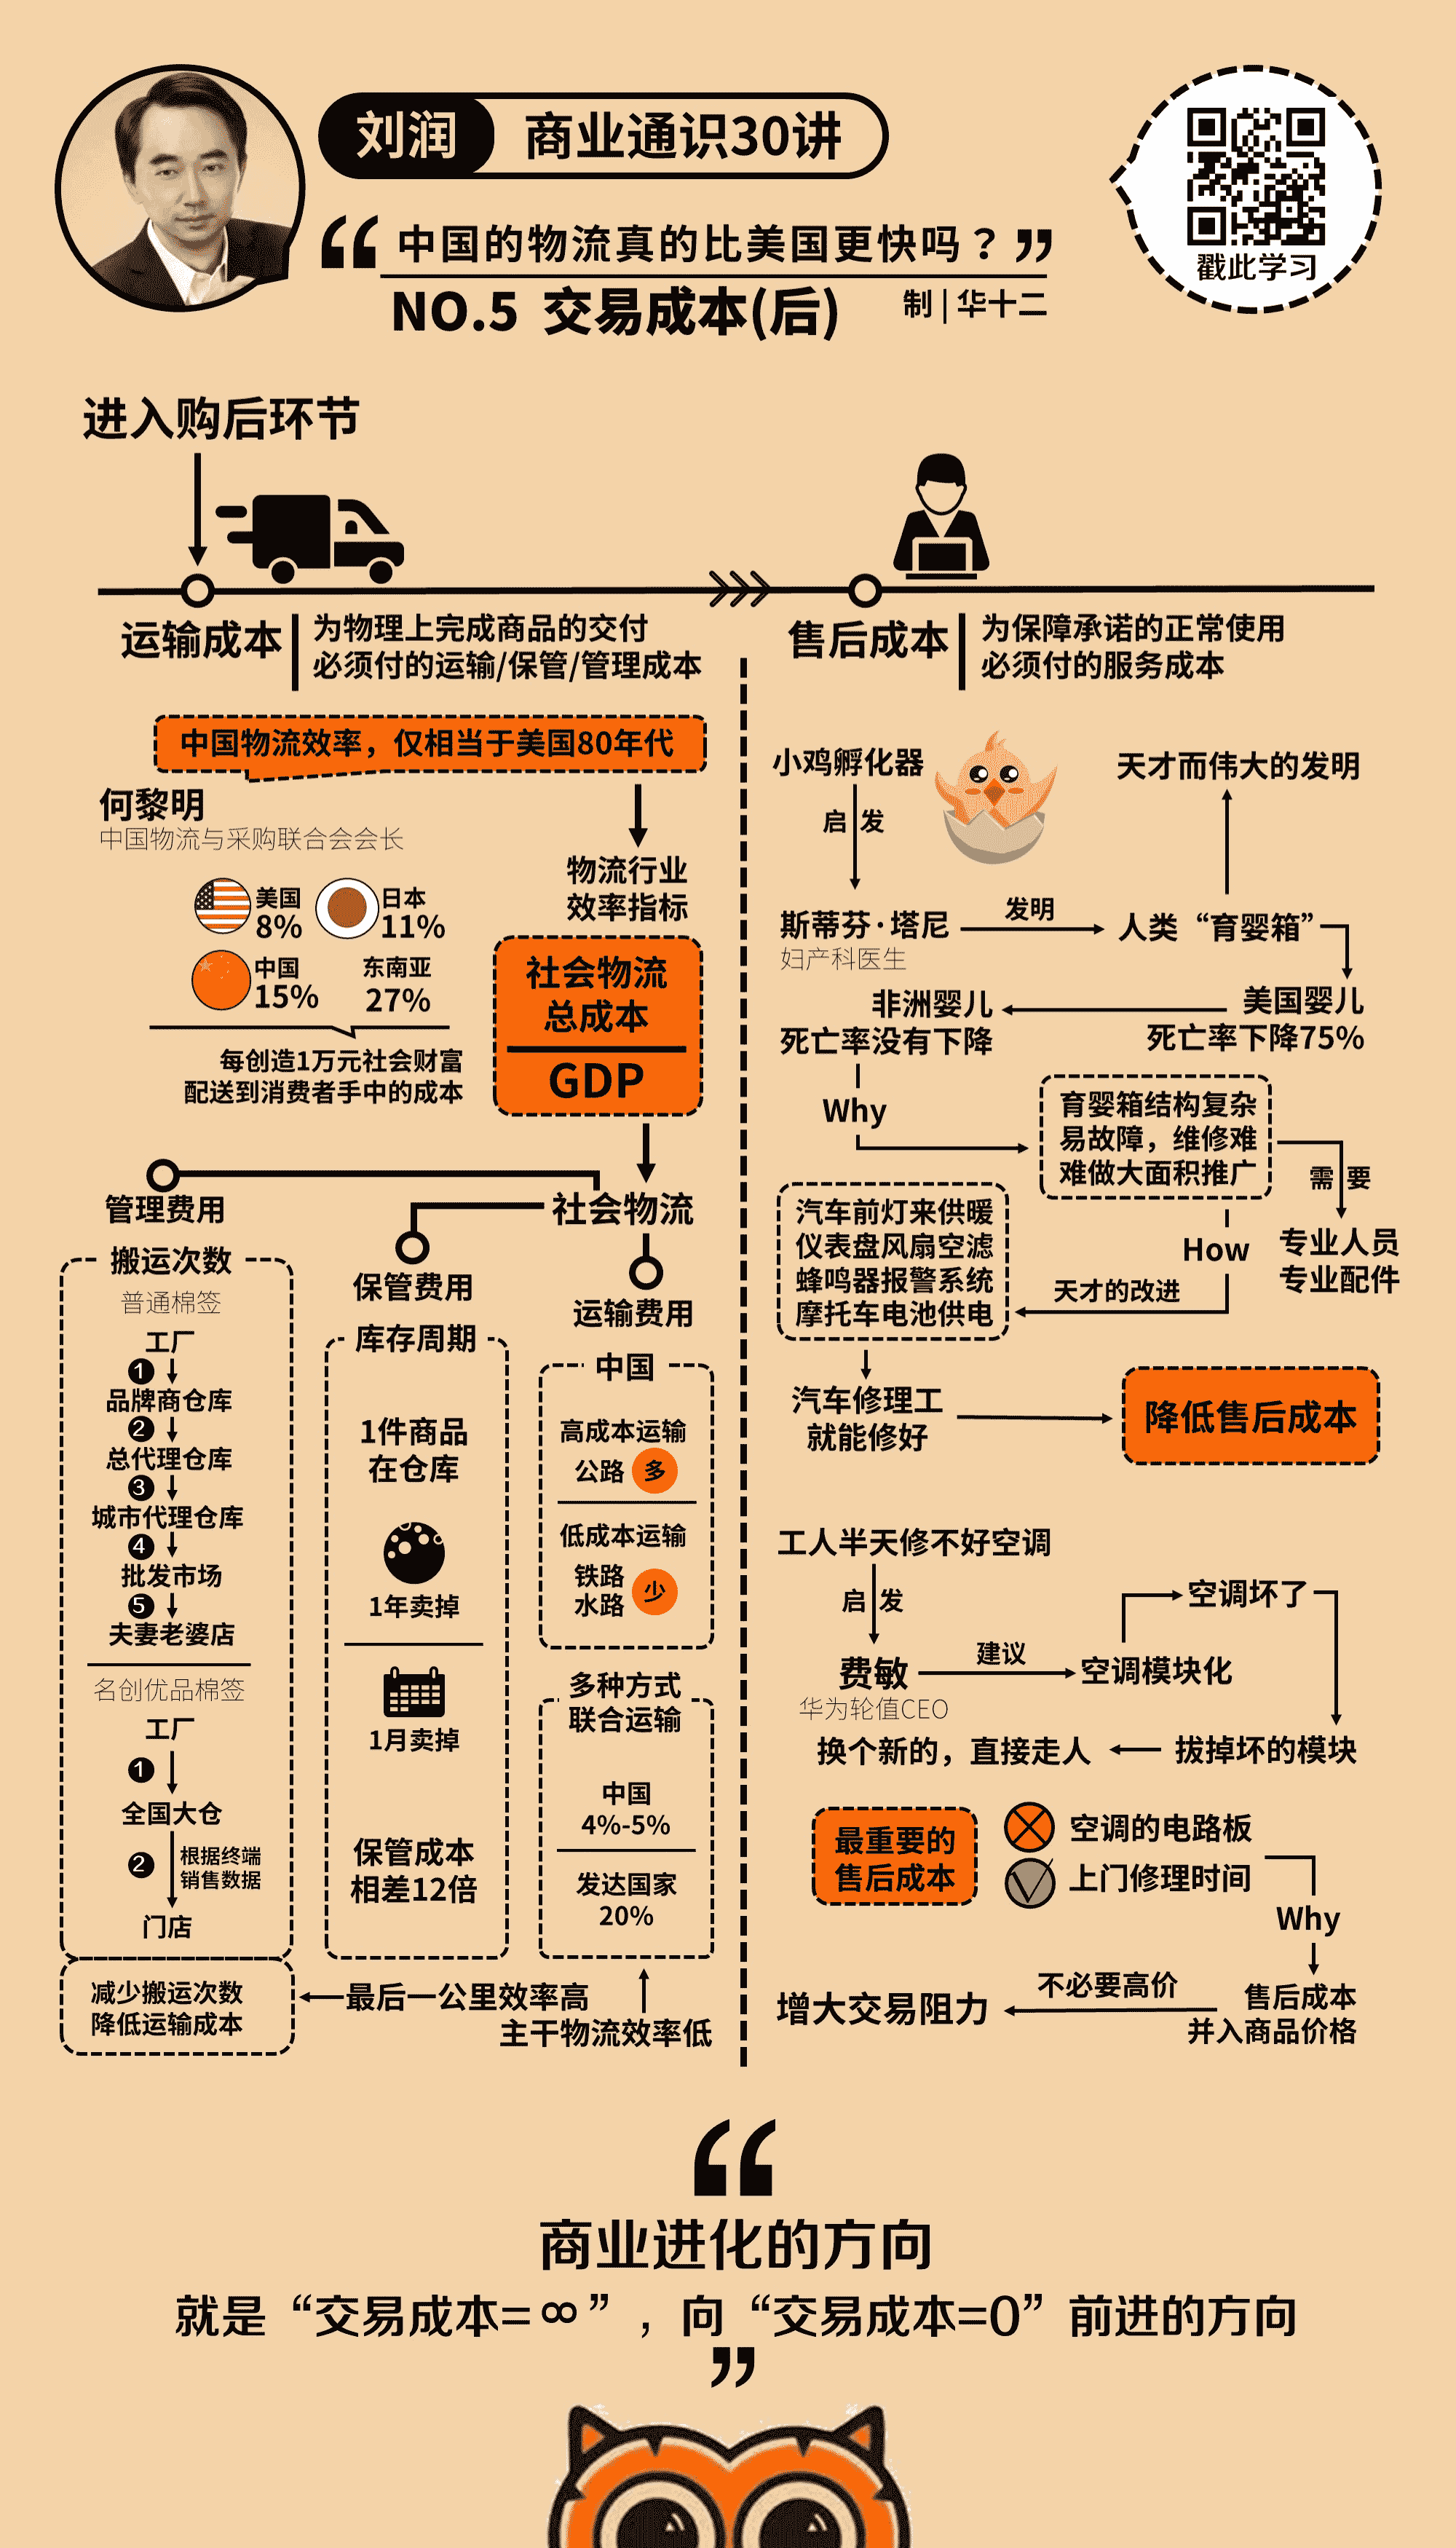 刘润 商业通识30讲
“中国的物流真的比美国更快吗？”
NO.5 交易成本(后) 制 | 华十二
戳此学习
进入购后环节
运输成本
为物理上完成商品的交付
必须付的运输/保管/管理成本
中国物流效率，仅相当于美国80年代
何黎明
中国物流与采购联合会会长
美国
8%
日本
11%
中国
15%
东南亚
27%
每创造1万元社会财富
配送到消费者手中的成本
物流行业
效率指标
社会物流
总成本
GDP
社会物流
管理费用
搬运次数
普通棉签
工厂
1
品牌商仓库
2
总代理仓库
3
城市代理仓库
4
批发市场
5
夫妻老婆店
名创优品棉签
工厂
1
全国大仓
2
根据终端
销售数据
门店
减少搬运次数
降低运输成本
保管费用
库存周期
1件商品
在仓库
1年卖掉
1月卖掉
保管成本
相差12倍
运输费用
中国
高成本运输
公路 多
低成本运输
铁路
水路
少
多种方式
联合运输
中国
4%-5%
发达国家
20%
最后一公里效率高
主干物流效率低
售后成本
为保障承诺的正常使用
必须付的服务成本
小鸡孵化器
启发
斯蒂芬·塔尼
妇产科医生
发明
人类“育婴箱”
天才而伟大的发明
美国婴儿
死亡率下降75%
非洲婴儿
死亡率没有下降
Why
育婴箱结构复杂
易故障，维修难
难做大面积推广
需要
专业人员
专业配件
How
天才的改进
汽车前灯来供暖
仪表盘风扇空滤
蜂鸣器报警系统
摩托车电池供电
汽车修理工
就能修好
降低售后成本
工人半天修不好空调
启发
费敏
华为轮值CEO
建议
空调模块化
空调坏了
拔掉坏的模块
换个新的，直接走人
最重要的
售后成本
空调的电路板
上门修理时间
Why
售后成本
并入商品价格
不必要高价
增大交易阻力
“
商业进化的方向
就是“交易成本=∞”，向“交易成本=0”前进的方向
”